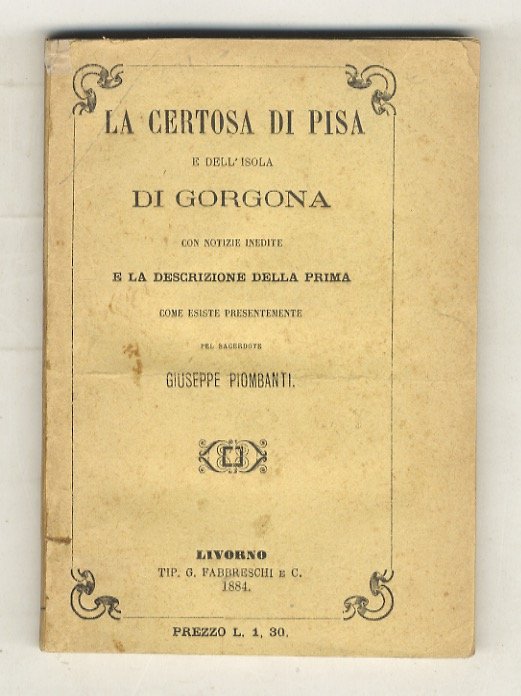 LA CERTOSA DI PISA
E DELL'ISOLA
DI GORGONA
CON NOTIZIE INEDITE
E LA DESCRIZIONE DELLA PRIMA
COME ESISTE PRESENTEMENTE
PEL SACERDOTE
GIUSEPPE PIOMBANTI.
LIVORNO
TIP. G. FABBRESCHI E C.
1884.
PREZZO L. 1, 30.